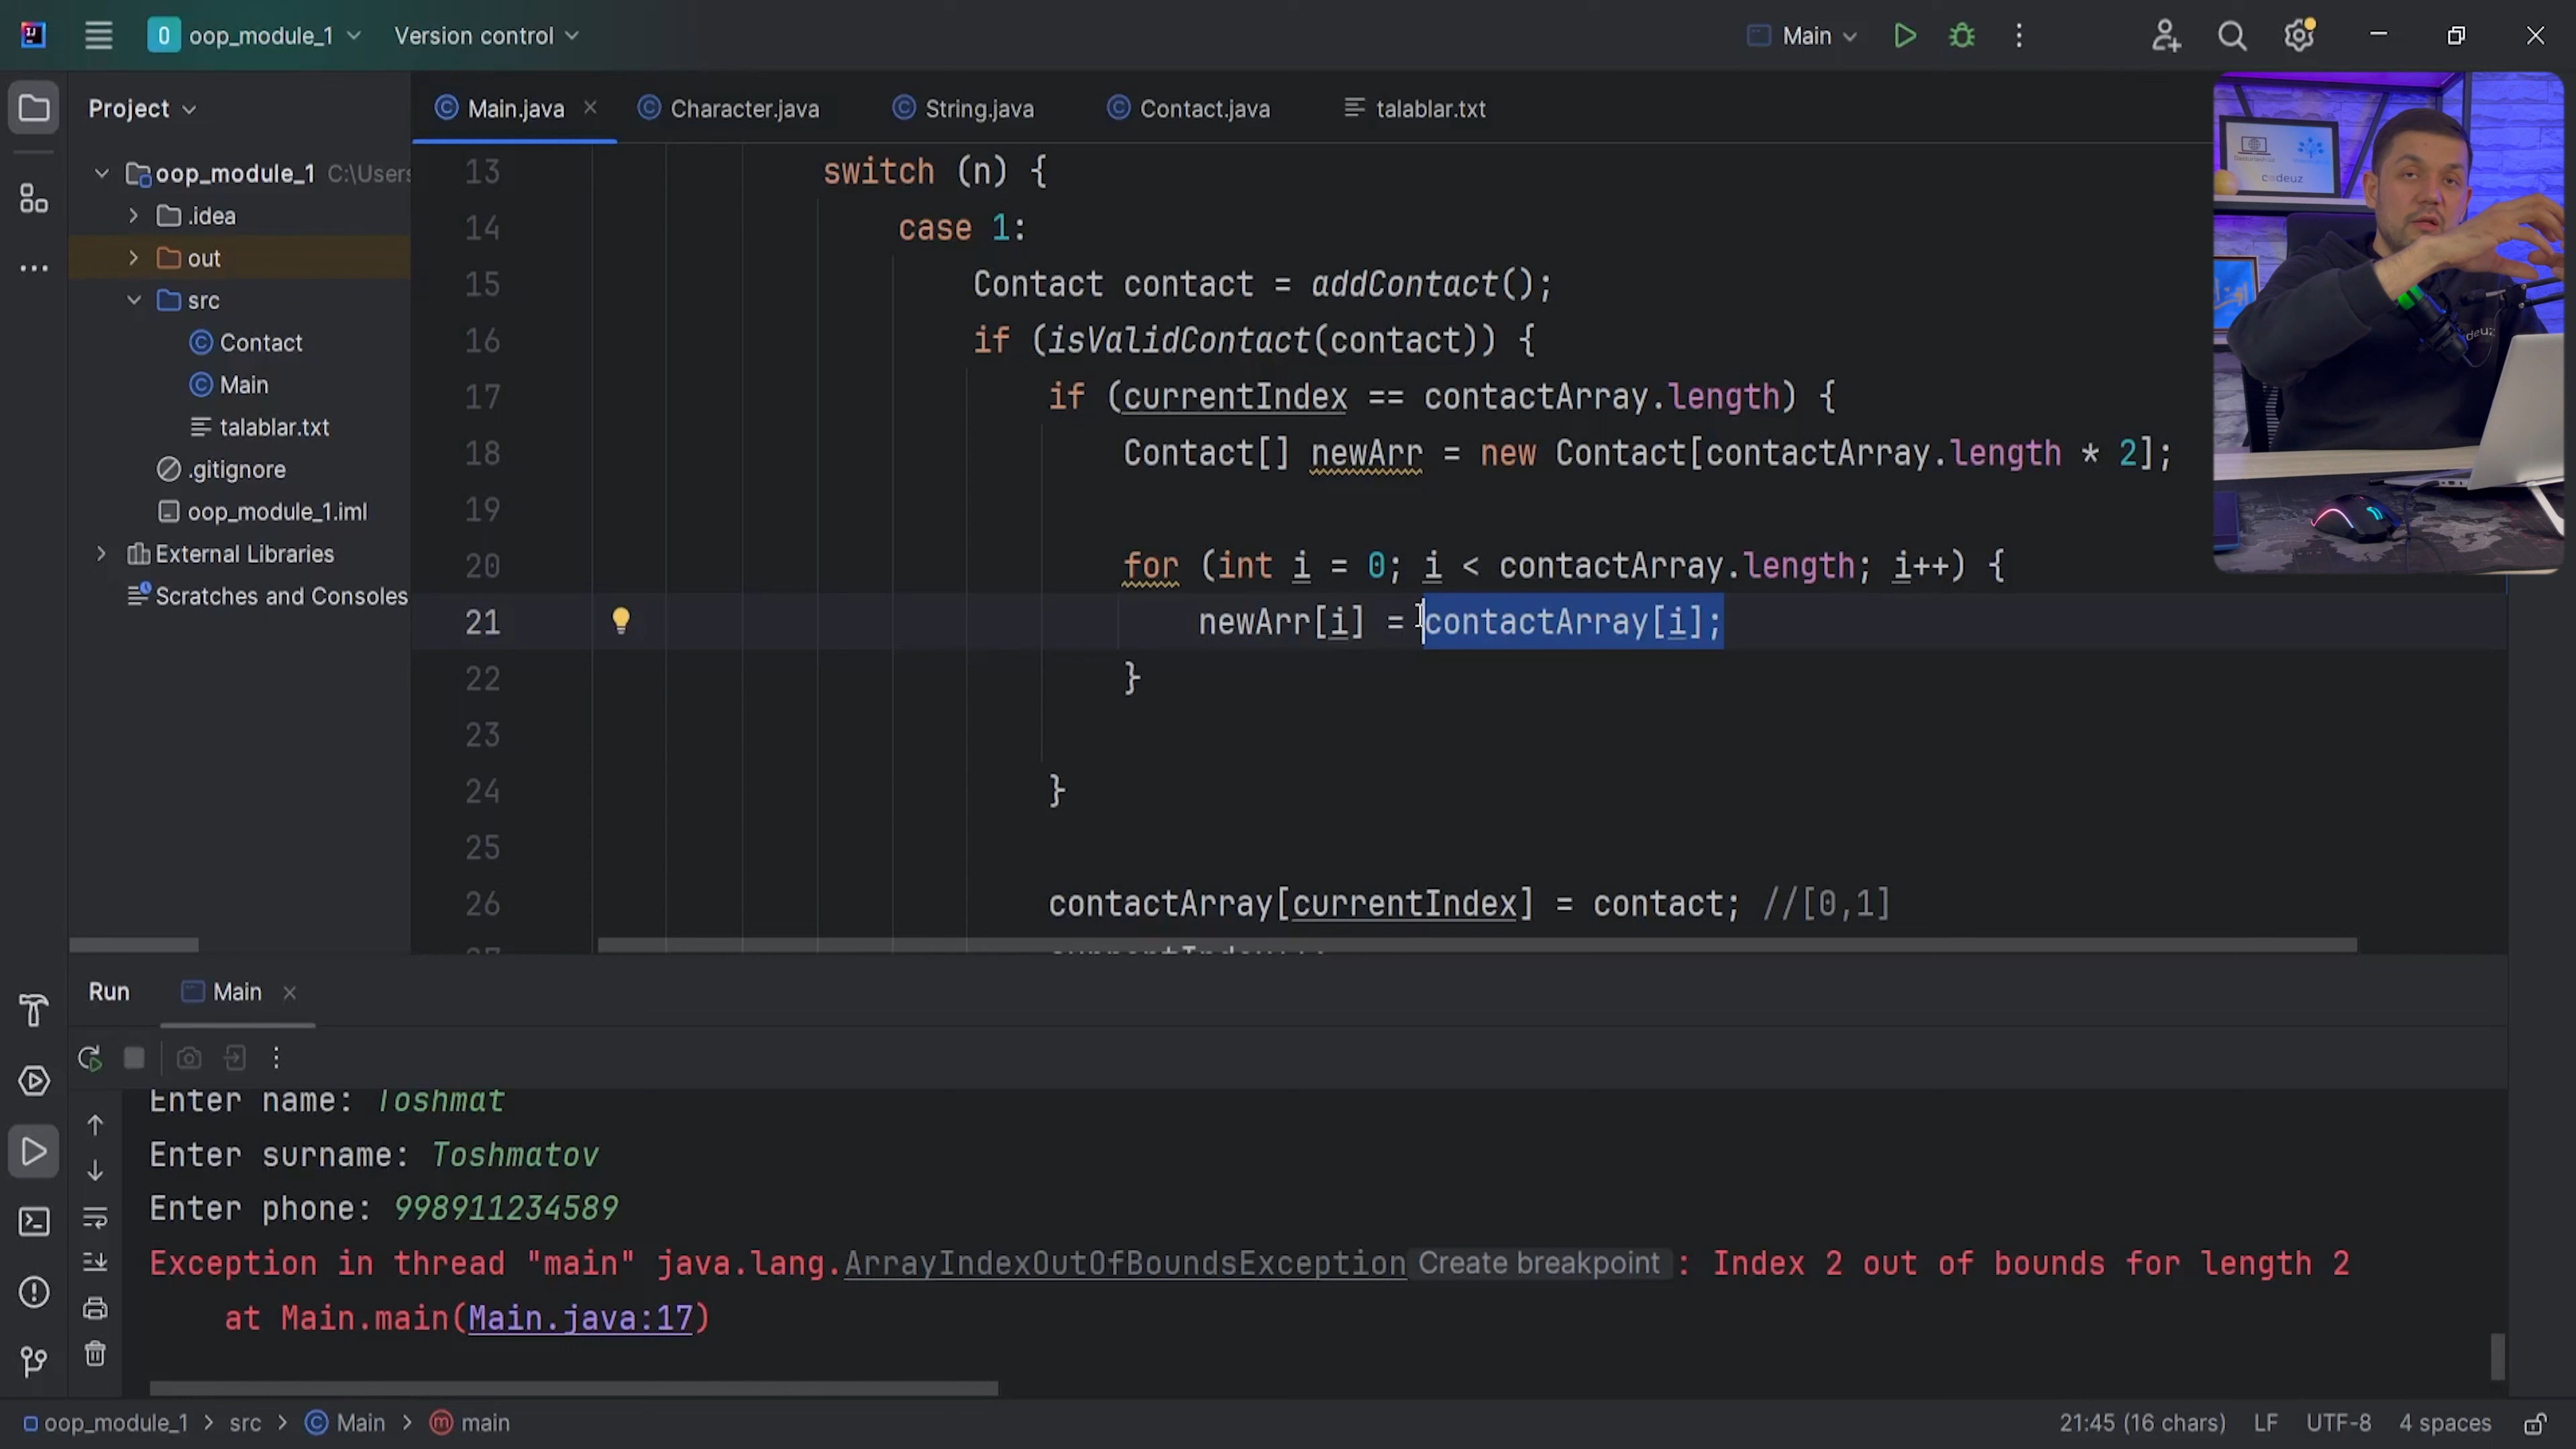 oop_module_1
Version control
Main
Project
Main.java
Character.java
String.java
Contact.java
talablar.txt
oop_module_1 C:\Users
.idea
out
src
Contact
Main
talablar.txt
.gitignore
oop_module_1.iml
External Libraries
Scratches and Consoles
13 switch (n) {
14 case 1:
15 Contact contact = addContact();
16 if (isValidContact(contact)) {
17 if (currentIndex == contactArray.length) {
18 Contact[] newArr = new Contact[contactArray.length * 2];
19
20 for (int i = 0; i < contactArray.length; i++) {
21 newArr[i] = contactArray[i];
22 }
23
24 }
25
26 contactArray[currentIndex] = contact; //[0,1]
27 currentIndex++;
codeuz
Run
Main
Enter name: Toshmat
Enter surname: Toshmatov
Enter phone: 998911234589
Exception in thread "main" java.lang.ArrayIndexOutOfBoundsException Create breakpoint : Index 2 out of bounds for length 2
at Main.main(Main.java:17)
oop_module_1 > src > Main > main
21:45 (16 chars) LF UTF-8 4 spaces